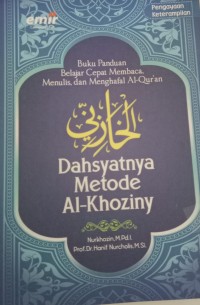 Pengayaan
Keterampilan
emir
Buku Panduan
Belajar Cepat Membaca,
Menulis, dan Menghafal Al-Qur'an
الخازني
Dahsyatnya
Metode
Al-Khoziny
Nurkhozin, M.Pd.I.
Prof. Dr. Hanif Nurcholis, M.Si.